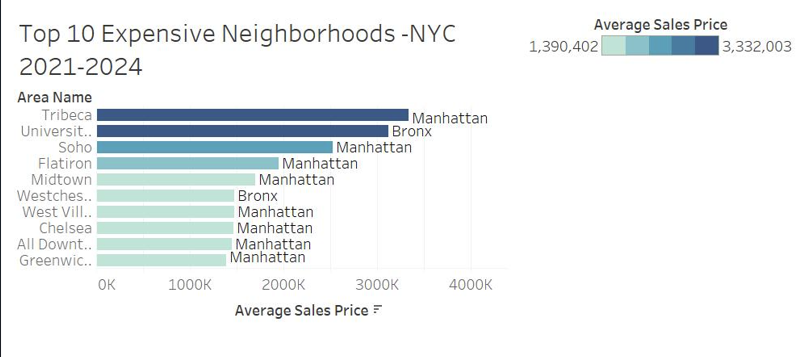 Top 10 Expensive Neighborhoods -NYC
2021-2024
Average Sales Price
1,390,402 3,332,003
Area Name
Tribeca Manhattan
Universit.. Bronx
Soho Manhattan
Flatiron Manhattan
Midtown Manhattan
Westches.. Bronx
West Vill.. Manhattan
Chelsea Manhattan
All Downt.. Manhattan
Greenwic.. Manhattan
0K 1000K 2000K 3000K 4000K
Average Sales Price